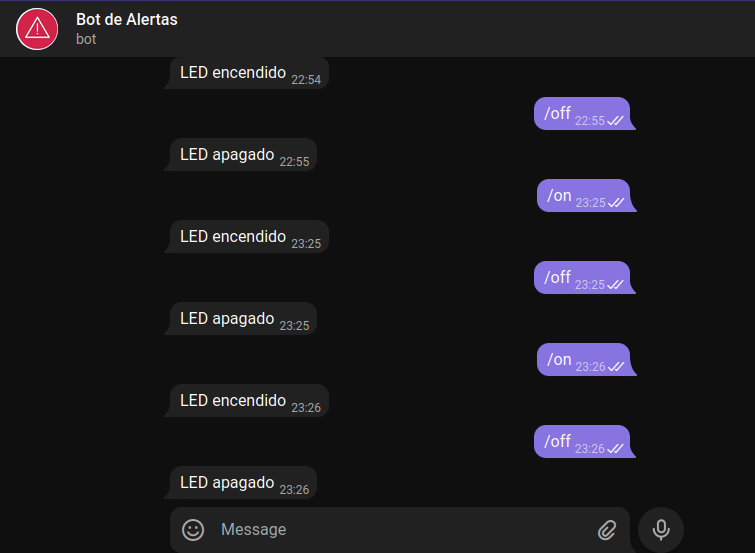 Bot de Alertas
bot
LED encendido 22:54
/off 22:55
LED apagado 22:55
/on 23:25
LED encendido 23:25
/off 23:25
LED apagado 23:25
/on 23:26
LED encendido 23:26
/off 23:26
LED apagado 23:26
Message